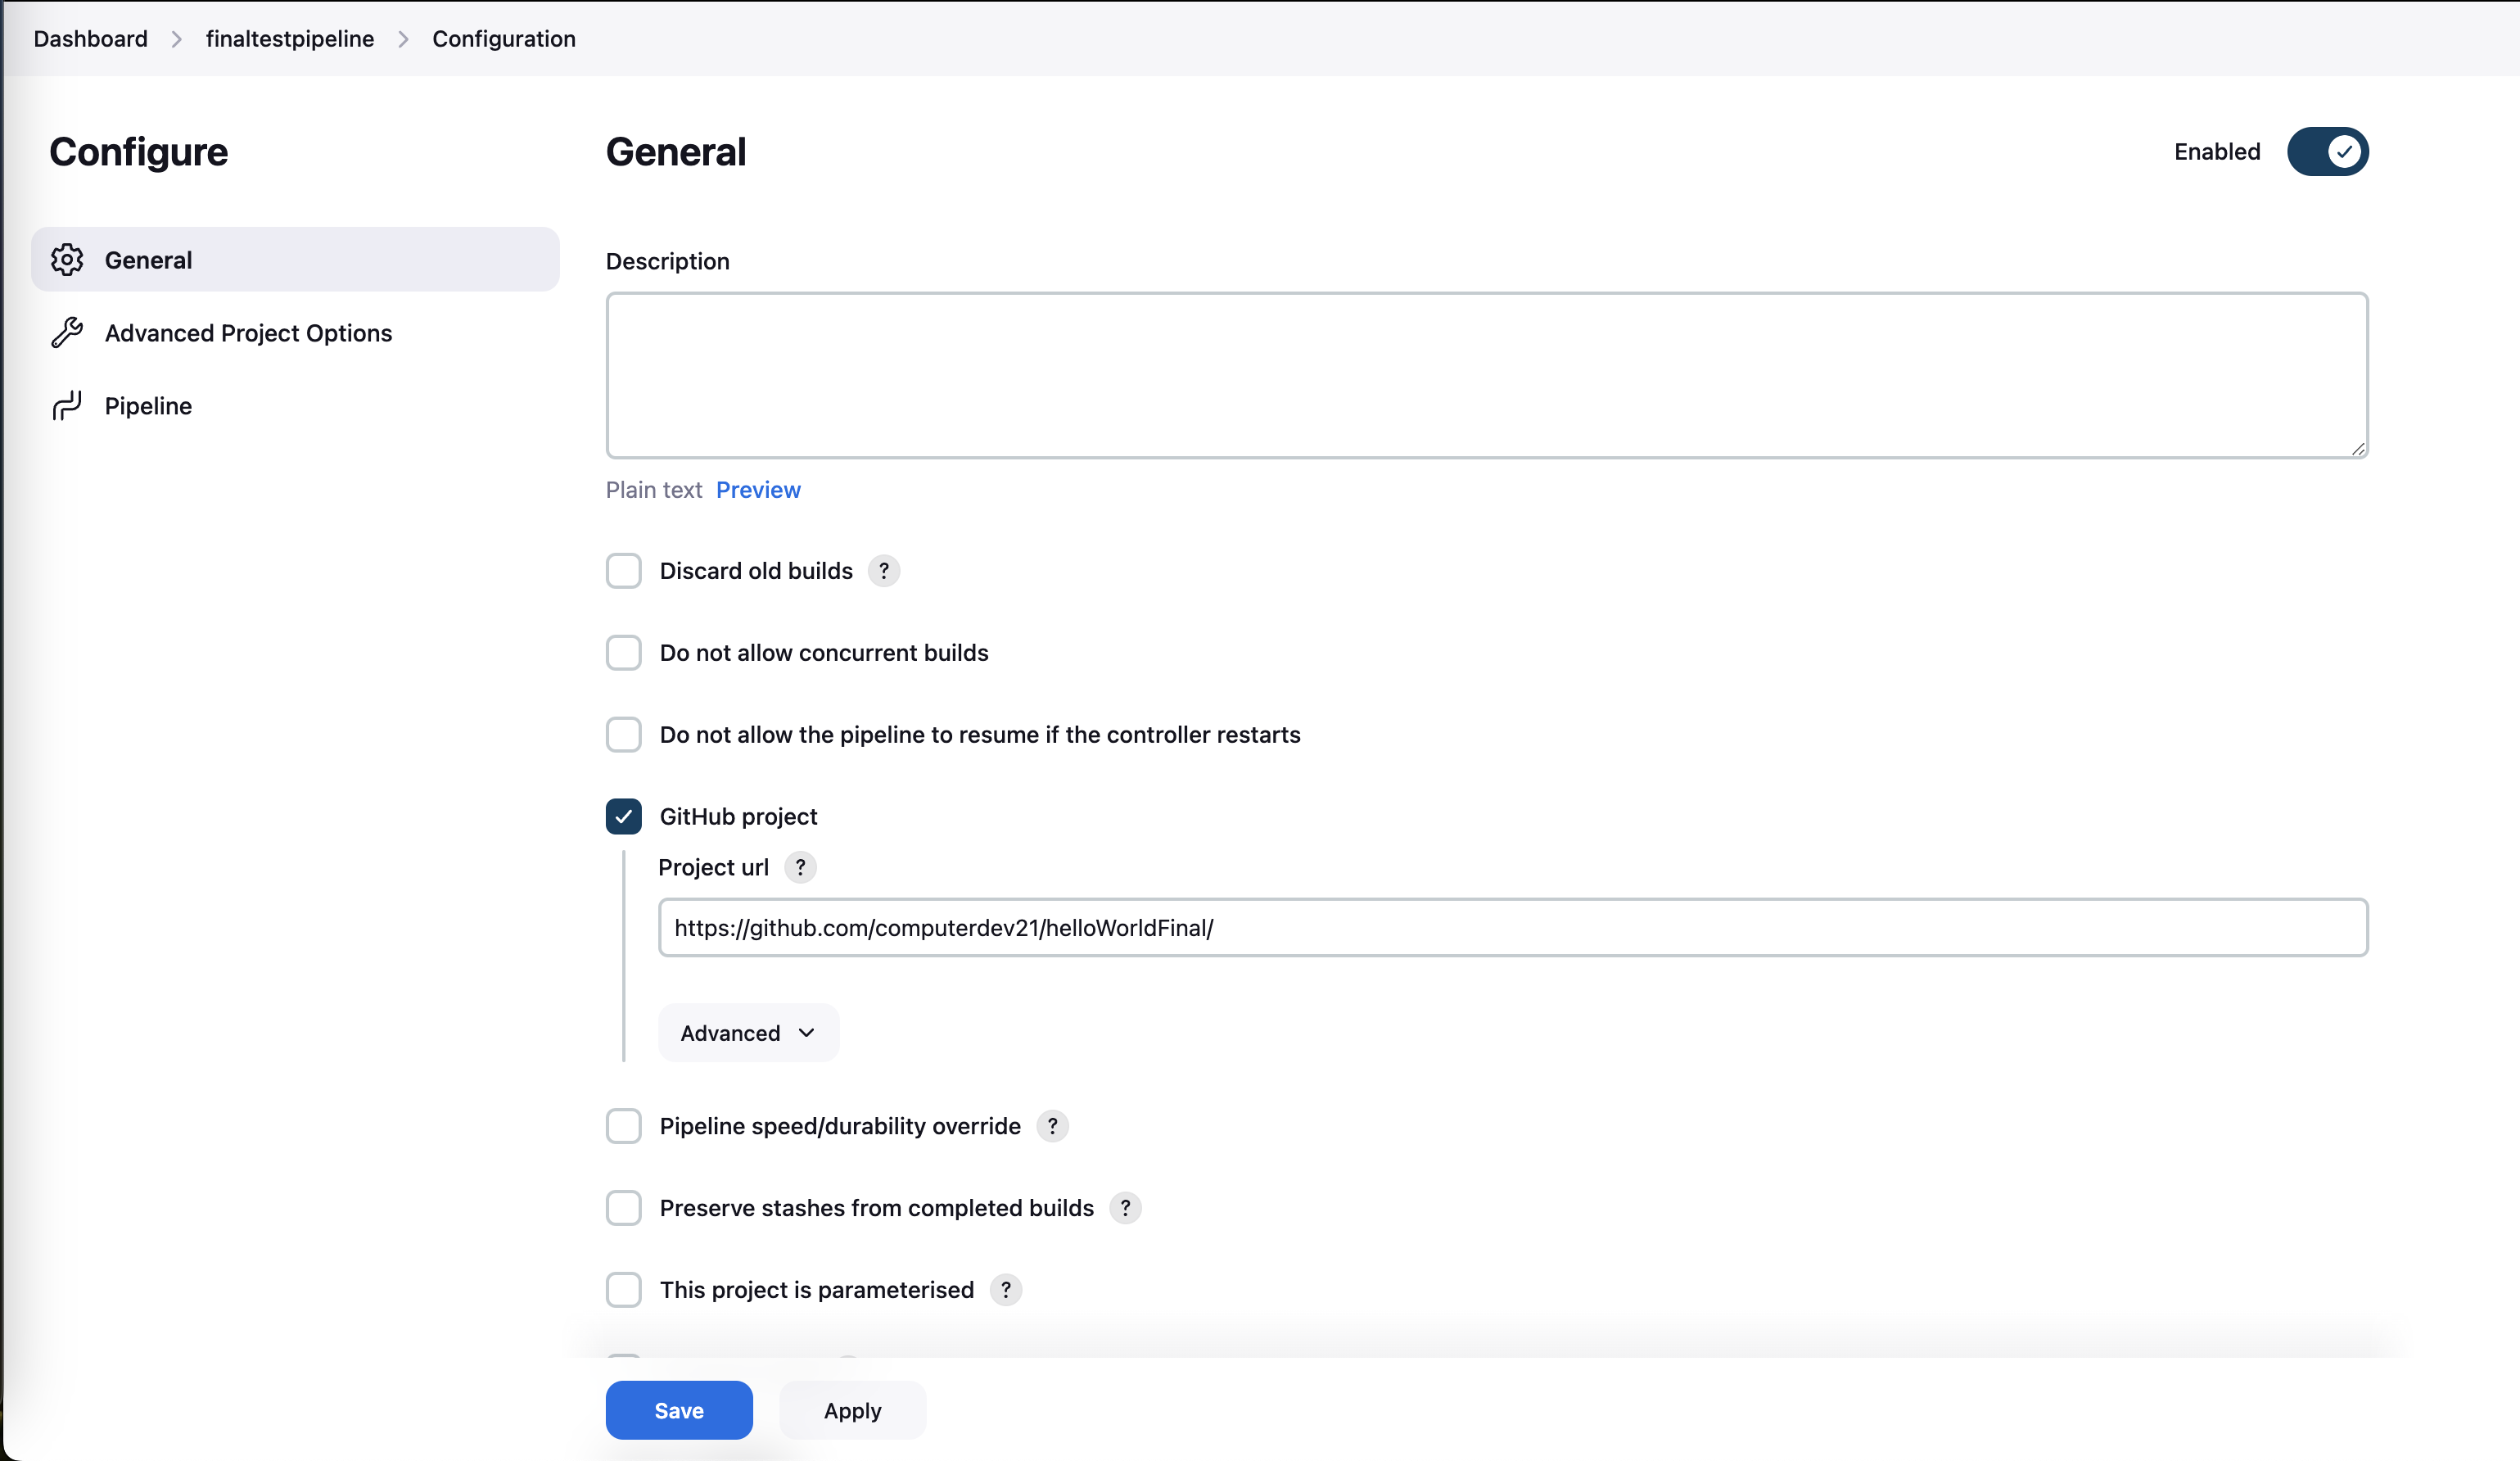 Dashboard > finaltestpipeline > Configuration
Configure
General
Advanced Project Options
Pipeline
General
Enabled
Description
Plain text Preview
Discard old builds ?
Do not allow concurrent builds
Do not allow the pipeline to resume if the controller restarts
GitHub project
Project url ?
https://github.com/computerdev21/helloWorldFinal/
Advanced
Pipeline speed/durability override ?
Preserve stashes from completed builds ?
This project is parameterised ?
Save Apply